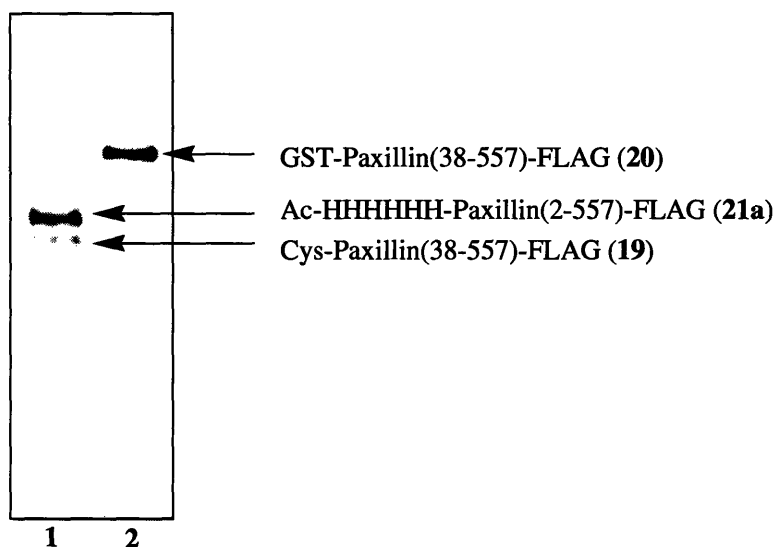 GST-Paxillin(38-557)-FLAG (20)
Ac-HHHHHH-Paxillin(2-557)-FLAG (21a)
Cys-Paxillin(38-557)-FLAG (19)
1 2